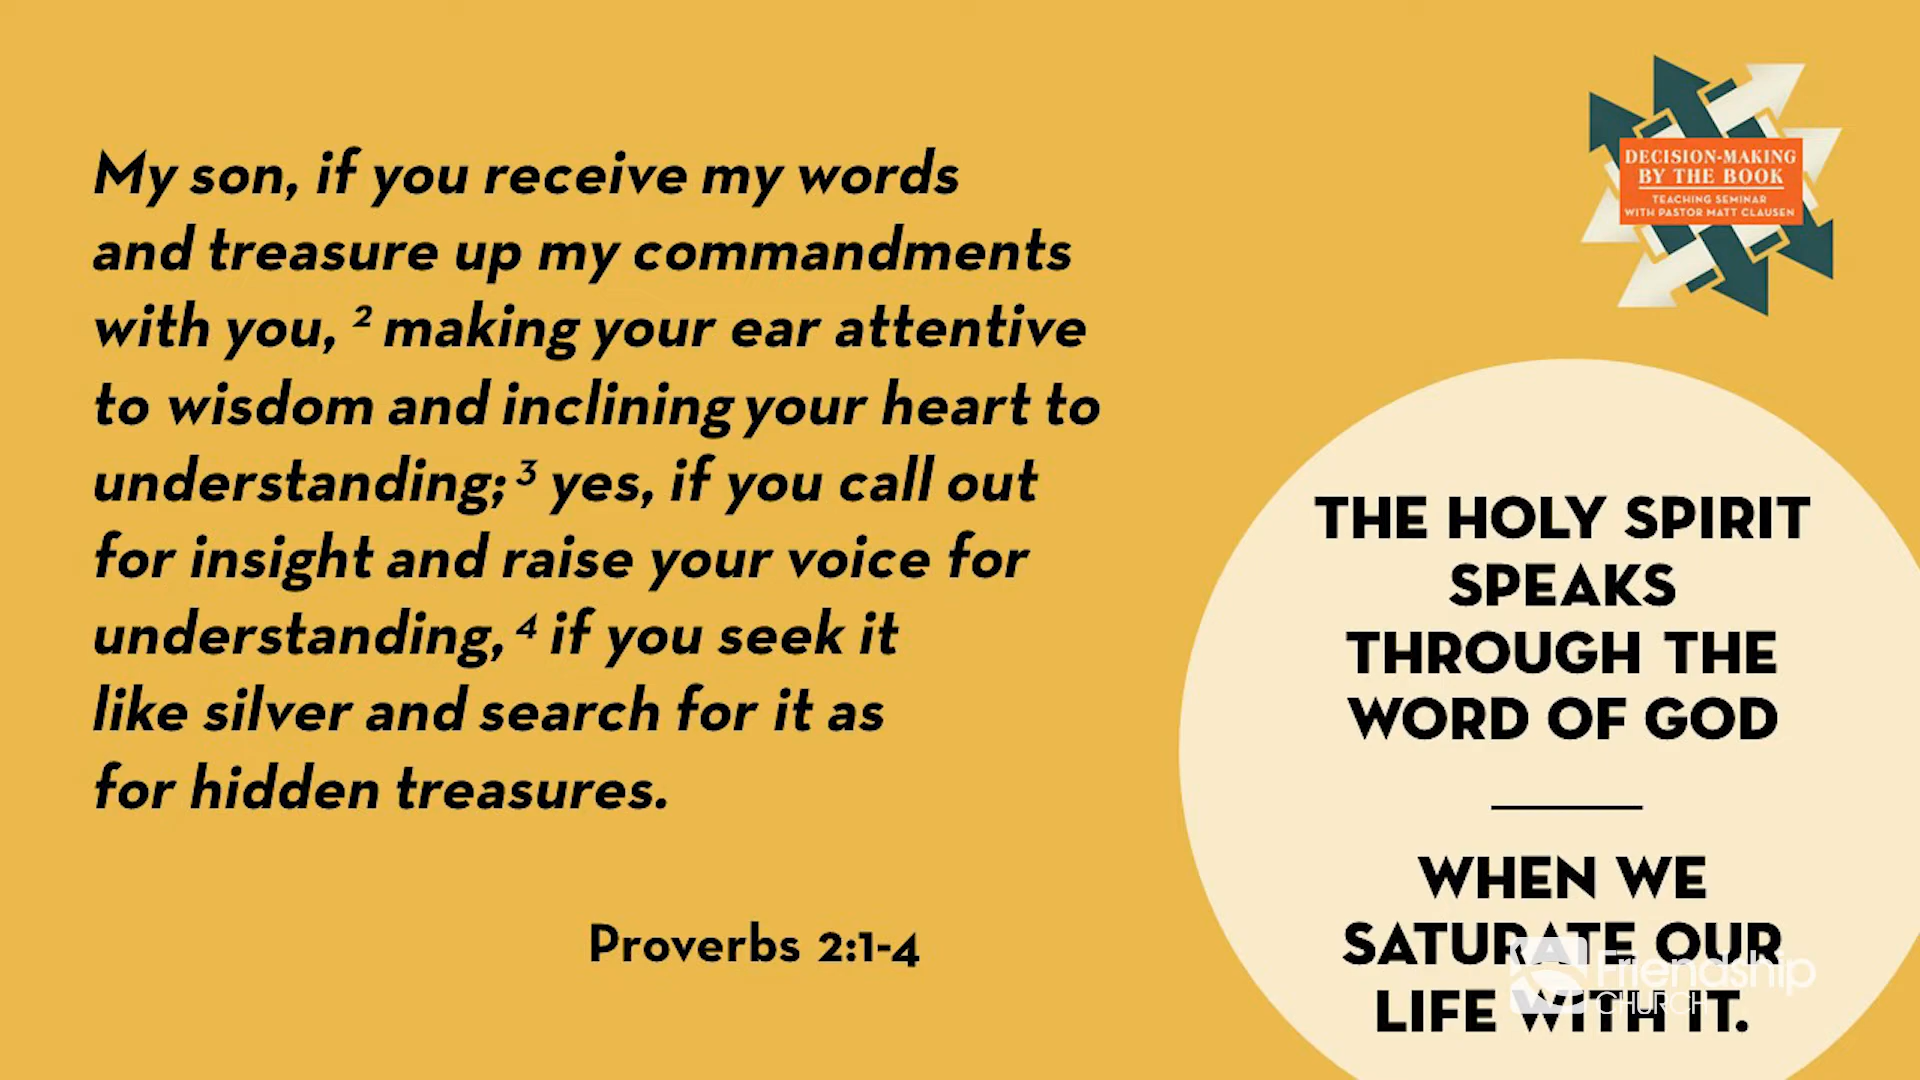 My son, if you receive my words
and treasure up my commandments
with you, ² making your ear attentive
to wisdom and inclining your heart to
understanding; ³ yes, if you call out
for insight and raise your voice for
understanding, ⁴ if you seek it
like silver and search for it as
for hidden treasures.
Proverbs 2:1-4
DECISION-MAKING
BY THE BOOK
TEACHING SEMINAR
WITH PASTOR MATT CLAUSEN
THE HOLY SPIRIT
SPEAKS
THROUGH THE
WORD OF GOD
WHEN WE
SATURATE OUR
LIFE WITH IT.
Friendship
CHURCH